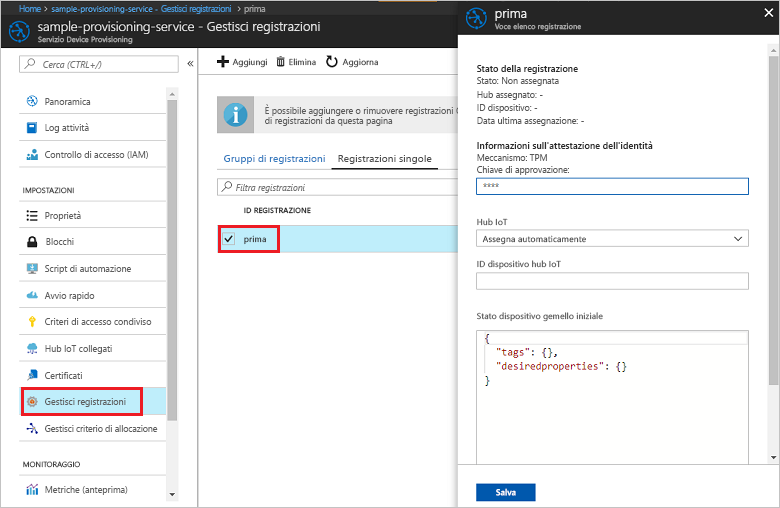 Home > sample-provisioning-service - Gestisci registrazioni > prima
sample-provisioning-service - Gestisci registrazioni
Servizio Device Provisioning
Cerca (CTRL+/)
Panoramica
Log attività
Controllo di accesso (IAM)
IMPOSTAZIONI
Proprietà
Blocchi
Script di automazione
Avvio rapido
Criteri di accesso condiviso
Hub IoT collegati
Certificati
Gestisci registrazioni
Gestisci criterio di allocazione
MONITORAGGIO
Metriche (anteprima)
Aggiungi Elimina Aggiorna
È possibile aggiungere o rimuovere registrazioni
di registrazioni da questa pagina
Gruppi di registrazioni Registrazioni singole
Filtra registrazioni
ID REGISTRAZIONE
prima
prima
Voce elenco registrazione
Stato della registrazione
Stato: Non assegnata
Hub assegnato: -
ID dispositivo: -
Data ultima assegnazione: -
Informazioni sull'attestazione dell'identità
Meccanismo: TPM
Chiave di approvazione:
****
Hub IoT
Assegna automaticamente
ID dispositivo hub IoT
Stato dispositivo gemello iniziale
{
"tags": {},
"desiredproperties": {}
}
Salva